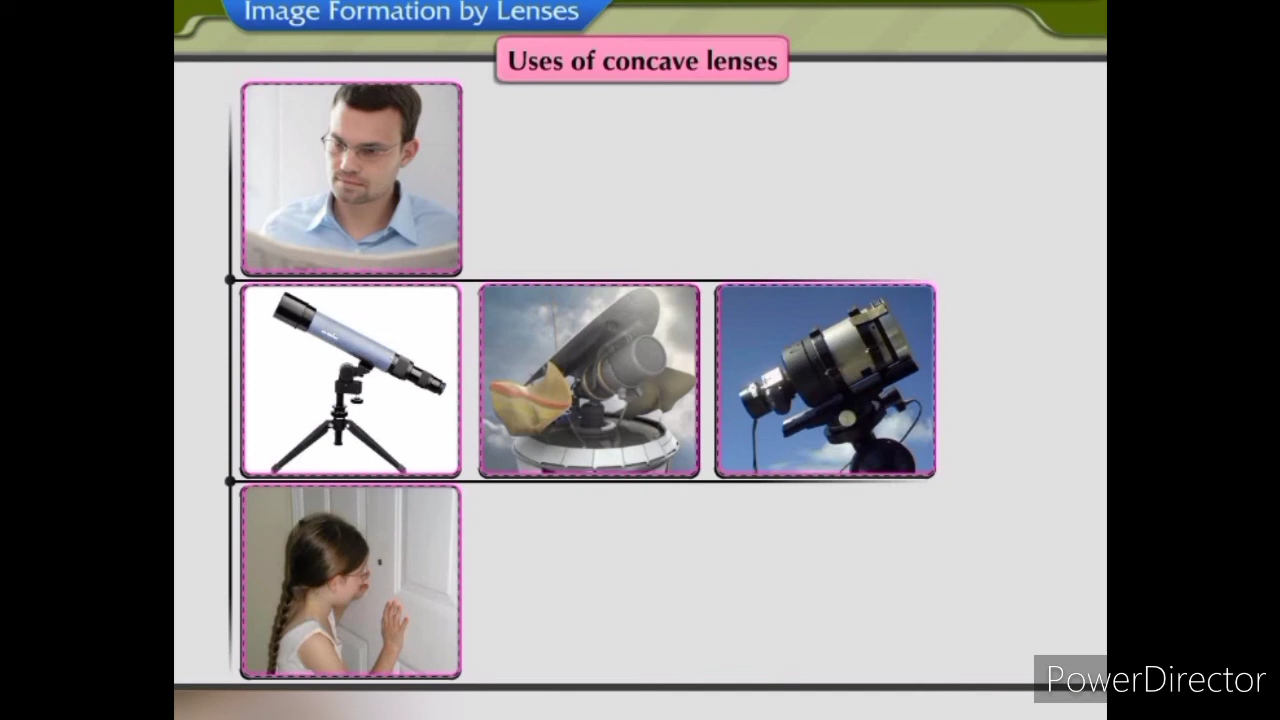 Image Formation by Lenses
Uses of concave lenses
PowerDirector